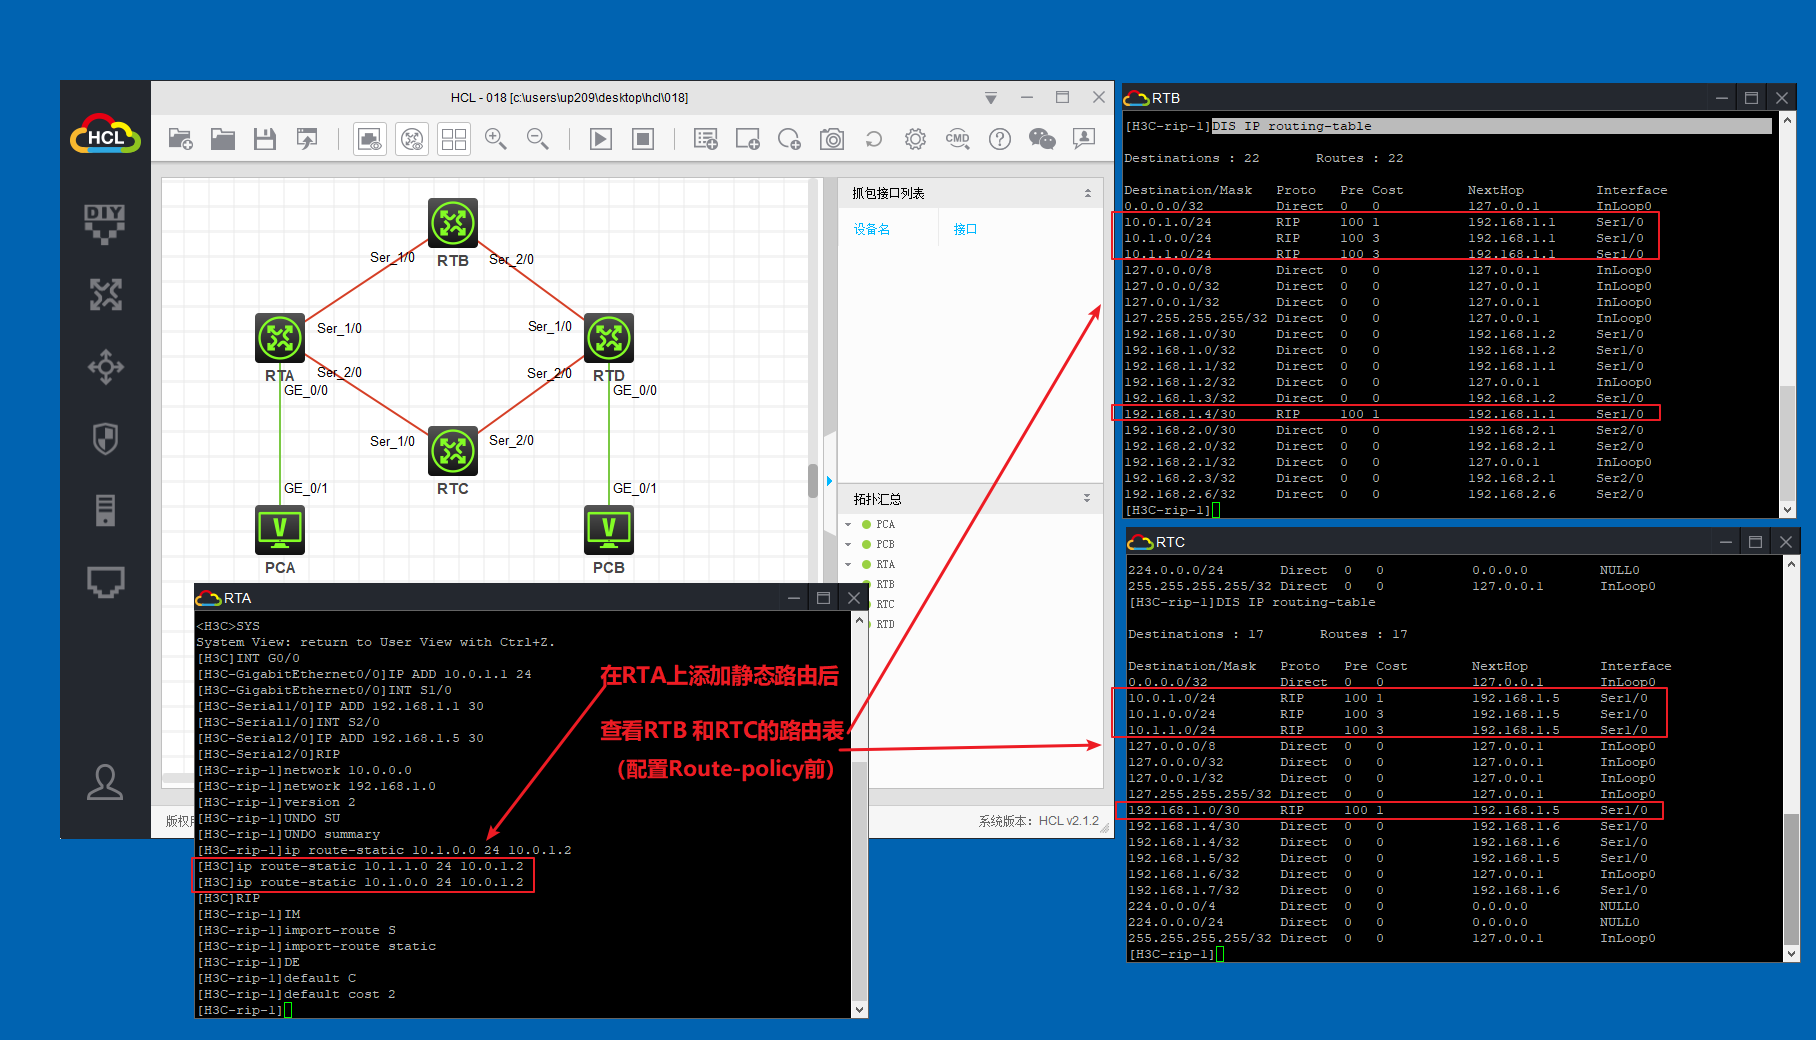 HCL - 018 [c:\users\up209\desktop\hcl\018]
HCL
DIY
CMD
RTB
Ser_1/0
Ser_2/0
RTA
Ser_1/0
Ser_2/0
GE_0/0
RTD
Ser_1/0
Ser_2/0
GE_0/0
RTC
Ser_1/0
Ser_2/0
GE_0/1
GE_0/1
V
V
PCA
PCB
抓包接口列表
设备名 接口
拓扑汇总
PCA
PCB
RTA
RTB
RTC
RTD
版权
系统版本：HCL v2.1.2
RTA
<H3C>SYS
System View: return to User View with Ctrl+Z.
[H3C]INT G0/0
[H3C-GigabitEthernet0/0]IP ADD 10.0.1.1 24
[H3C-GigabitEthernet0/0]INT S1/0
[H3C-Serial1/0]IP ADD 192.168.1.1 30
[H3C-Serial1/0]INT S2/0
[H3C-Serial2/0]IP ADD 192.168.1.5 30
[H3C-Serial2/0]RIP
[H3C-rip-1]network 10.0.0.0
[H3C-rip-1]network 192.168.1.0
[H3C-rip-1]version 2
[H3C-rip-1]UNDO SU
[H3C-rip-1]UNDO summary
[H3C-rip-1]ip route-static 10.1.0.0 24 10.0.1.2
[H3C]ip route-static 10.1.1.0 24 10.0.1.2
[H3C]ip route-static 10.1.0.0 24 10.0.1.2
[H3C]RIP
[H3C-rip-1]IM
[H3C-rip-1]import-route S
[H3C-rip-1]import-route static
[H3C-rip-1]DE
[H3C-rip-1]default C
[H3C-rip-1]default cost 2
[H3C-rip-1]
在RTA上添加静态路由后
查看RTB 和RTC的路由表
（配置Route-policy前）
RTB
[H3C-rip-1]DIS IP routing-table
Destinations : 22 Routes : 22
Destination/Mask Proto Pre Cost NextHop Interface
0.0.0.0/32 Direct 0 0 127.0.0.1 InLoop0
10.0.1.0/24 RIP 100 1 192.168.1.1 Ser1/0
10.1.0.0/24 RIP 100 3 192.168.1.1 Ser1/0
10.1.1.0/24 RIP 100 3 192.168.1.1 Ser1/0
127.0.0.0/8 Direct 0 0 127.0.0.1 InLoop0
127.0.0.0/32 Direct 0 0 127.0.0.1 InLoop0
127.0.0.1/32 Direct 0 0 127.0.0.1 InLoop0
127.255.255.255/32 Direct 0 0 127.0.0.1 InLoop0
192.168.1.0/30 Direct 0 0 192.168.1.2 Ser1/0
192.168.1.0/32 Direct 0 0 192.168.1.2 Ser1/0
192.168.1.1/32 Direct 0 0 192.168.1.1 Ser1/0
192.168.1.2/32 Direct 0 0 127.0.0.1 InLoop0
192.168.1.3/32 Direct 0 0 192.168.1.2 Ser1/0
192.168.1.4/30 RIP 100 1 192.168.1.1 Ser1/0
192.168.2.0/30 Direct 0 0 192.168.2.1 Ser2/0
192.168.2.0/32 Direct 0 0 192.168.2.1 Ser2/0
192.168.2.1/32 Direct 0 0 127.0.0.1 InLoop0
192.168.2.3/32 Direct 0 0 192.168.2.1 Ser2/0
192.168.2.6/32 Direct 0 0 192.168.2.6 Ser2/0
[H3C-rip-1]
RTC
224.0.0.0/24 Direct 0 0 0.0.0.0 NULL0
255.255.255.255/32 Direct 0 0 127.0.0.1 InLoop0
[H3C-rip-1]DIS IP routing-table
Destinations : 17 Routes : 17
Destination/Mask Proto Pre Cost NextHop Interface
0.0.0.0/32 Direct 0 0 127.0.0.1 InLoop0
10.0.1.0/24 RIP 100 1 192.168.1.5 Ser1/0
10.1.0.0/24 RIP 100 3 192.168.1.5 Ser1/0
10.1.1.0/24 RIP 100 3 192.168.1.5 Ser1/0
127.0.0.0/8 Direct 0 0 127.0.0.1 InLoop0
127.0.0.0/32 Direct 0 0 127.0.0.1 InLoop0
127.0.0.1/32 Direct 0 0 127.0.0.1 InLoop0
127.255.255.255/32 Direct 0 0 127.0.0.1 InLoop0
192.168.1.0/30 RIP 100 1 192.168.1.5 Ser1/0
192.168.1.4/30 Direct 0 0 192.168.1.6 Ser1/0
192.168.1.4/32 Direct 0 0 192.168.1.6 Ser1/0
192.168.1.5/32 Direct 0 0 192.168.1.5 Ser1/0
192.168.1.6/32 Direct 0 0 127.0.0.1 InLoop0
192.168.1.7/32 Direct 0 0 192.168.1.6 Ser1/0
224.0.0.0/4 Direct 0 0 0.0.0.0 NULL0
224.0.0.0/24 Direct 0 0 0.0.0.0 NULL0
255.255.255.255/32 Direct 0 0 127.0.0.1 InLoop0
[H3C-rip-1]